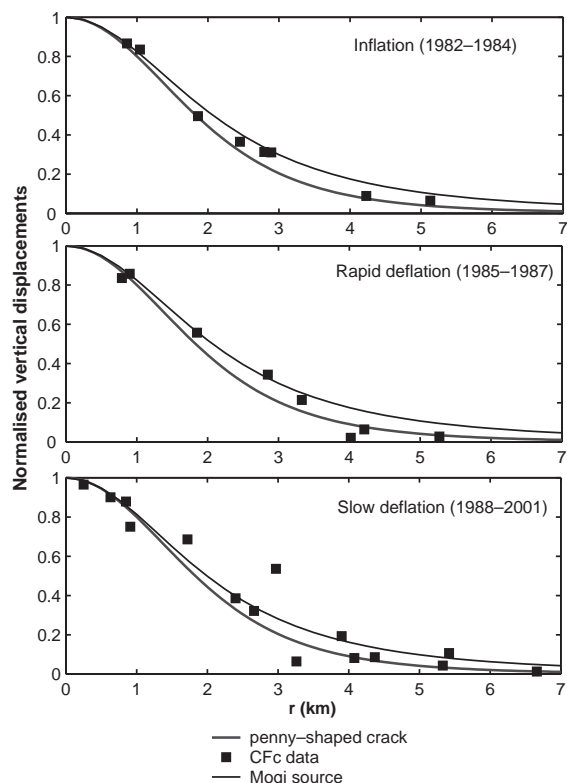 Normalised vertical displacements
Inflation (1982–1984)
1
0.8
0.6
0.4
0.2
0
0 1 2 3 4 5 6 7
Rapid deflation (1985–1987)
1
0.8
0.6
0.4
0.2
0
0 1 2 3 4 5 6 7
Slow deflation (1988–2001)
1
0.8
0.6
0.4
0.2
0
0 1 2 3 4 5 6 7
r (km)
penny–shaped crack
CFc data
Mogi source